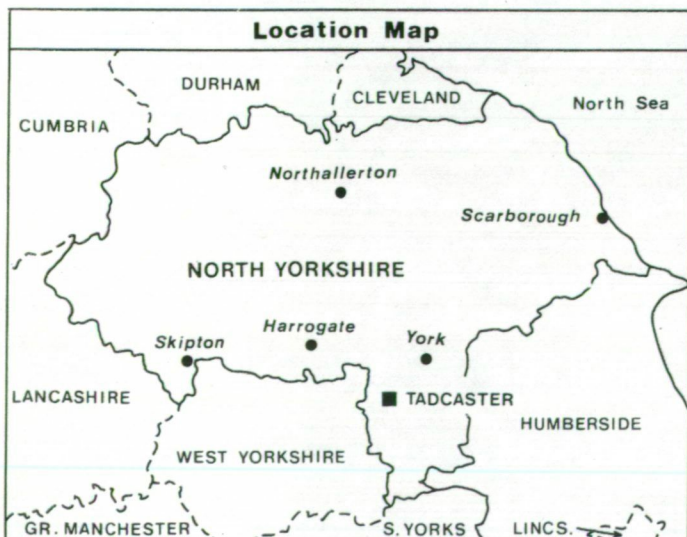 Location Map
DURHAM
CLEVELAND
North Sea
CUMBRIA
Northallerton
Scarborough
NORTH YORKSHIRE
Harrogate
York
Skipton
LANCASHIRE
TADCASTER
HUMBERSIDE
WEST YORKSHIRE
GR. MANCHESTER
S. YORKS
LINCS.